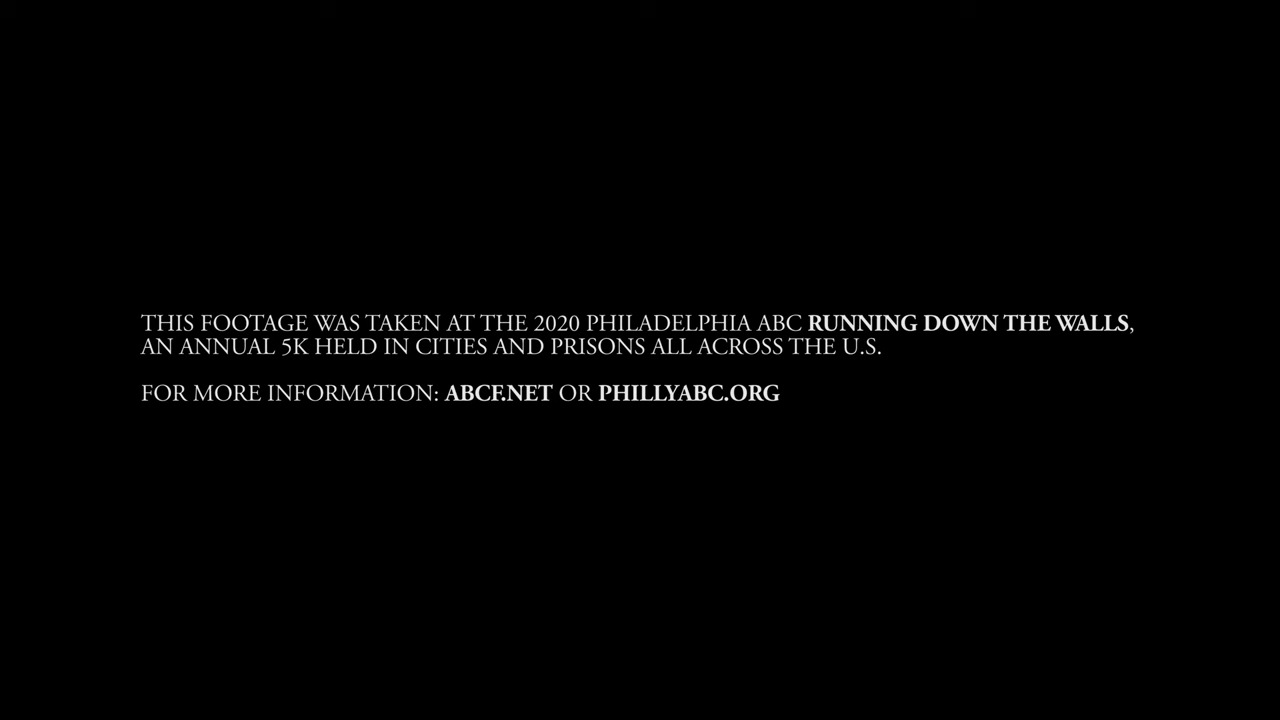 THIS FOOTAGE WAS TAKEN AT THE 2020 PHILADELPHIA ABC RUNNING DOWN THE WALLS,
AN ANNUAL 5K HELD IN CITIES AND PRISONS ALL ACROSS THE U.S.
FOR MORE INFORMATION: ABCF.NET OR PHILLYABC.ORG